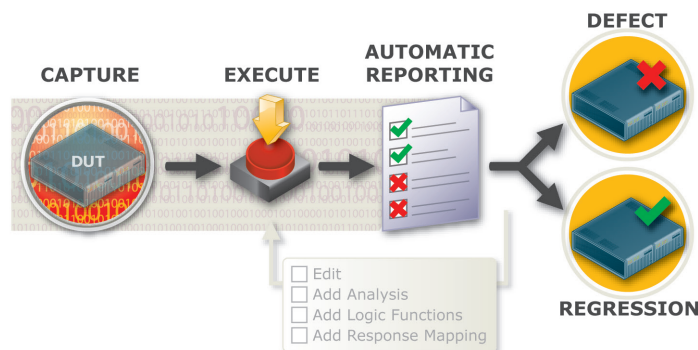 DEFECT
AUTOMATIC
REPORTING
CAPTURE
EXECUTE
DUT
Edit
Add Analysis
Add Logic Functions
Add Response Mapping
REGRESSION